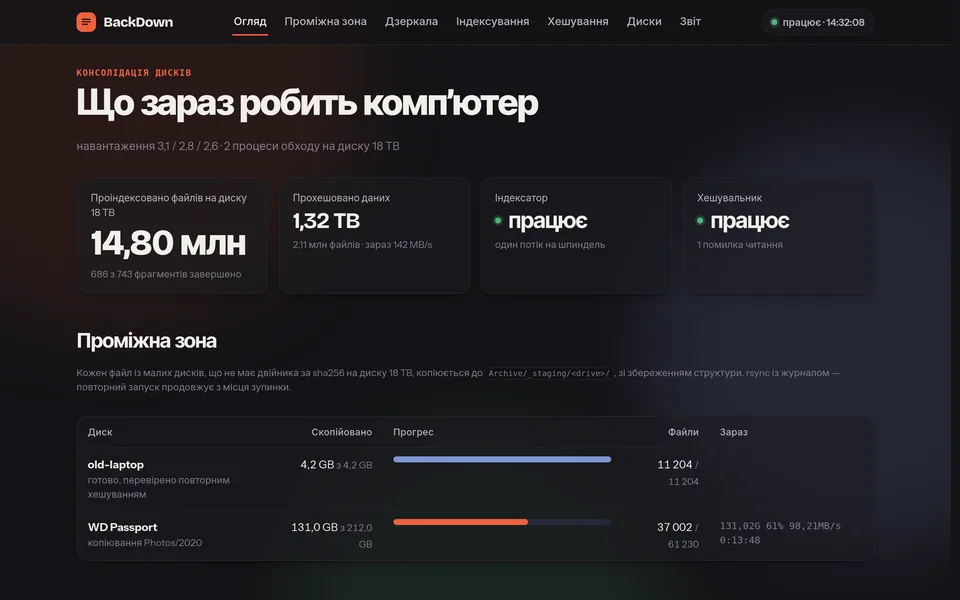 BackDown
Огляд Проміжна зона Дзеркала Індексування Хешування Диски Звіт
працює · 14:32:08
КОНСОЛІДАЦІЯ ДИСКІВ
Що зараз робить комп'ютер
навантаження 3,1 / 2,8 / 2,6 · 2 процеси обходу на диску 18 TB
Проіндексовано файлів на диску
18 TB
14,80 млн
686 з 743 фрагментів завершено
Прохешовано даних
1,32 TB
2,11 млн файлів · зараз 142 MB/s
Індексатор
працює
один потік на шпиндель
Хешувальник
працює
1 помилка читання
Проміжна зона
Кожен файл із малих дисків, що не має двійника за sha256 на диску 18 TB, копіюється до Archive/_staging/<drive>/ , зі збереженням структури. rsync із журналом —
повторний запуск продовжує з місця зупинки.
Диск Скопійовано Прогрес Файли Зараз
old-laptop 4,2 GB з 4,2 GB 11 204 /
готово, перевірено повторним 11 204
хешуванням
WD Passport 131,0 GB з 212,0 37 002 / 131,02G 61% 98,21MB/s
копіювання Photos/2020 GB 61 230 0:13:48